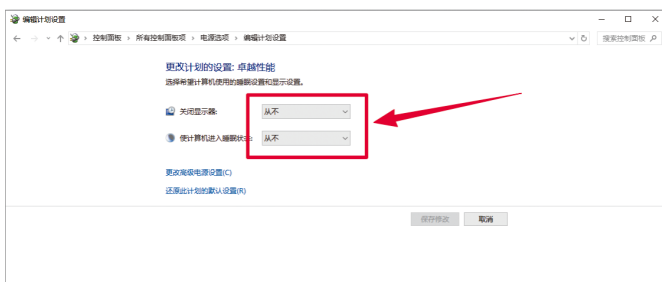 编辑计划设置
控制面板 › 所有控制面板项 › 电源选项 › 编辑计划设置
搜索控制面板
更改计划的设置: 卓越性能
选择希望计算机使用的睡眠设置和显示设置。
关闭显示器: 从不
使计算机进入睡眠状态: 从不
更改高级电源设置(C)
还原此计划的默认设置(R)
保存修改 取消